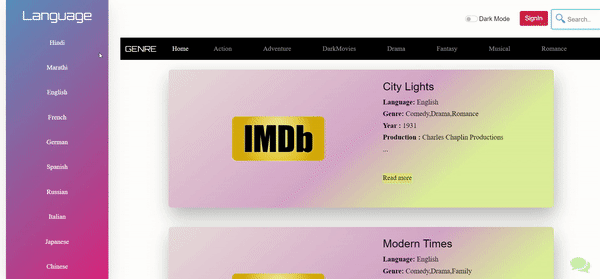 Language
Hindi
Marathi
English
French
German
Spanish
Russian
Italian
Japanese
Chinese
Dark Mode
SignIn
Search..
GENRE Home Action Adventure DarkMovies Drama Fantasy Musical Romance
IMDb
City Lights
Language: English
Genre: Comedy,Drama,Romance
Year : 1931
Production : Charles Chaplin Productions
...
Read more
IMDb
Modern Times
Language: English
Genre: Comedy,Drama,Family